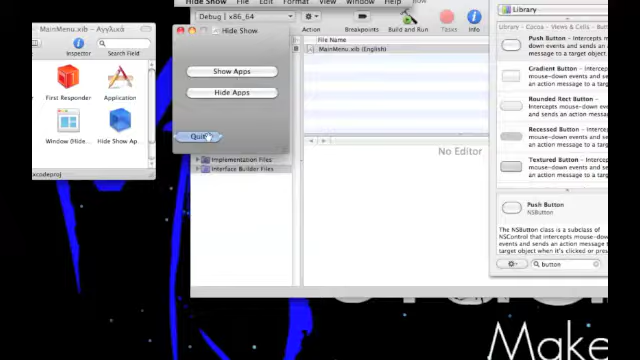 Hide Show File Edit Format View Window Help
MainMenu.xib – Αγγλικά
Inspector
Search Field
First Responder
Application
Window (Hide...
Hide Show Ap...
xcodeproj
Hide Show
Show Apps
Hide Apps
Quit
Debug | x86_64
Action
Breakpoints
Build and Run
Tasks
Info
File Name
MainMenu.xib (English)
No Editor
Implementation Files
Interface Builder Files
Library
Library – Cocoa – Views & Cells – Buttons
Push Button – Intercepts
mouse-down events and sends an
action message to a target object
Gradient Button – Intercepts
mouse-down events and sends an
action message to a target object
Rounded Rect Button – Intercepts
mouse-down events and sends an
action message to a target...
Recessed Button – Intercepts
mouse-down events and sends an
action message to a target...
Textured Button – Intercepts
mouse-down events and sends an
action message to a target...
Push Button
NSButton
The NSButton class is a subclass of
NSControl that intercepts mouse-down
events and sends an action message to a
target object when it's clicked or pressed
button
Make